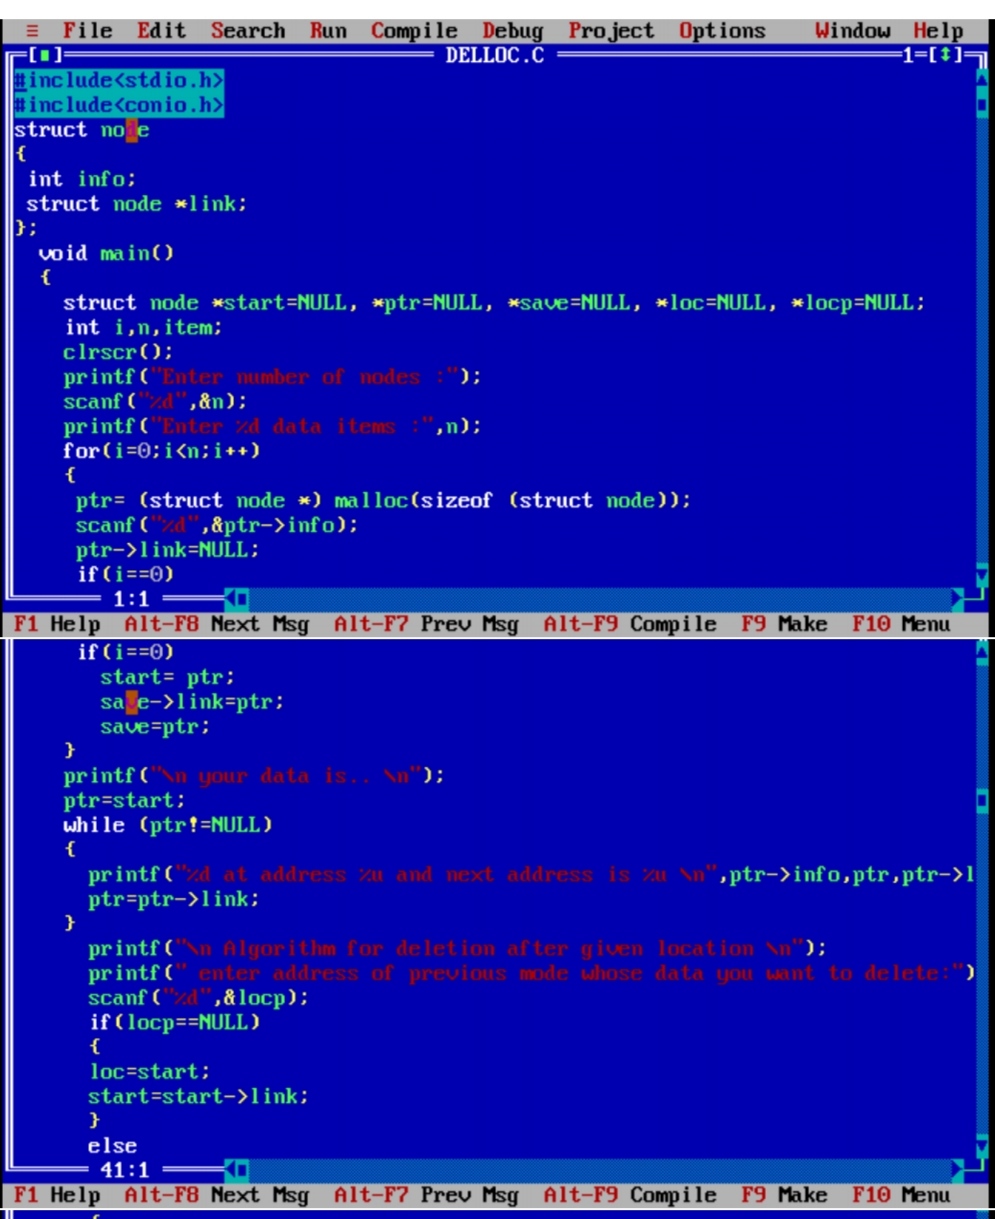 ≡ File Edit Search Run Compile Debug Project Options Window Help
[■] DELLOC.C 1=[↕]
#include<stdio.h>
#include<conio.h>
struct node
{
int info;
struct node *link;
};
void main()
{
struct node *start=NULL, *ptr=NULL, *save=NULL, *loc=NULL, *locp=NULL;
int i,n,item;
clrscr();
printf("Enter number of nodes :");
scanf("%d",&n);
printf("Enter %d data items :",n);
for(i=0;i<n;i++)
{
ptr= (struct node *) malloc(sizeof (struct node));
scanf("%d",&ptr->info);
ptr->link=NULL;
if(i==0)
1:1
F1 Help Alt-F8 Next Msg Alt-F7 Prev Msg Alt-F9 Compile F9 Make F10 Menu
if(i==0)
start= ptr;
save->link=ptr;
save=ptr;
}
printf("\n your data is.. \n");
ptr=start;
while (ptr!=NULL)
{
printf("%d at address %u and next address is %u \n",ptr->info,ptr,ptr->l
ptr=ptr->link;
}
printf("\n Algorithm for deletion after given location \n");
printf(" enter address of previous mode whose data you want to delete:")
scanf("%d",&locp);
if(locp==NULL)
{
loc=start;
start=start->link;
}
else
41:1
F1 Help Alt-F8 Next Msg Alt-F7 Prev Msg Alt-F9 Compile F9 Make F10 Menu